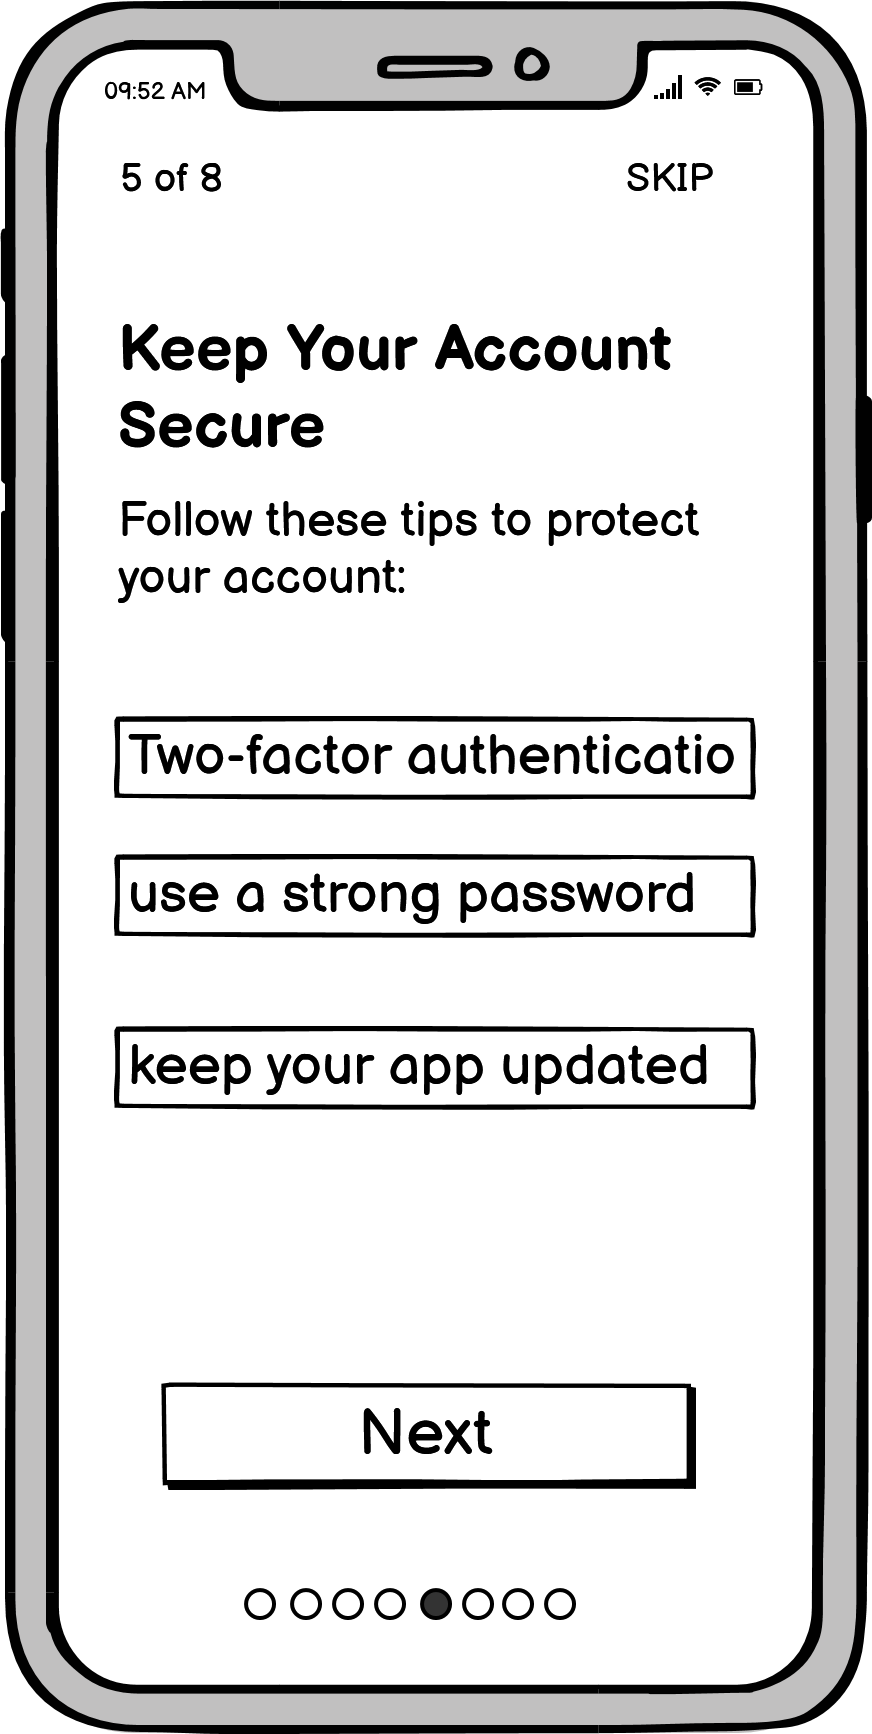 09:52 AM
5 of 8
SKIP
Keep Your Account
Secure
Follow these tips to protect
your account:
Two-factor authenticatio
use a strong password
keep your app updated
Next